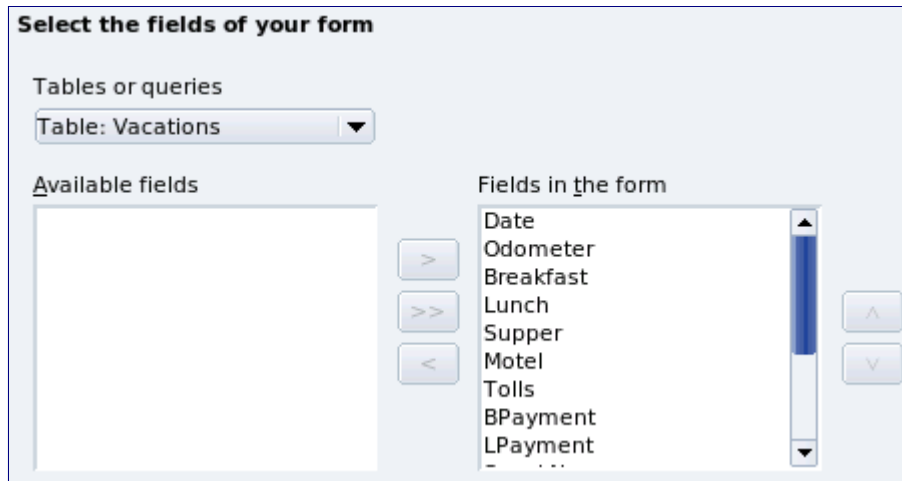 Select the fields of your form
Tables or queries
Table: Vacations
Available fields
Fields in the form
Date
Odometer
Breakfast
Lunch
Supper
Motel
Tolls
BPayment
LPayment
>
>>
<
^
v